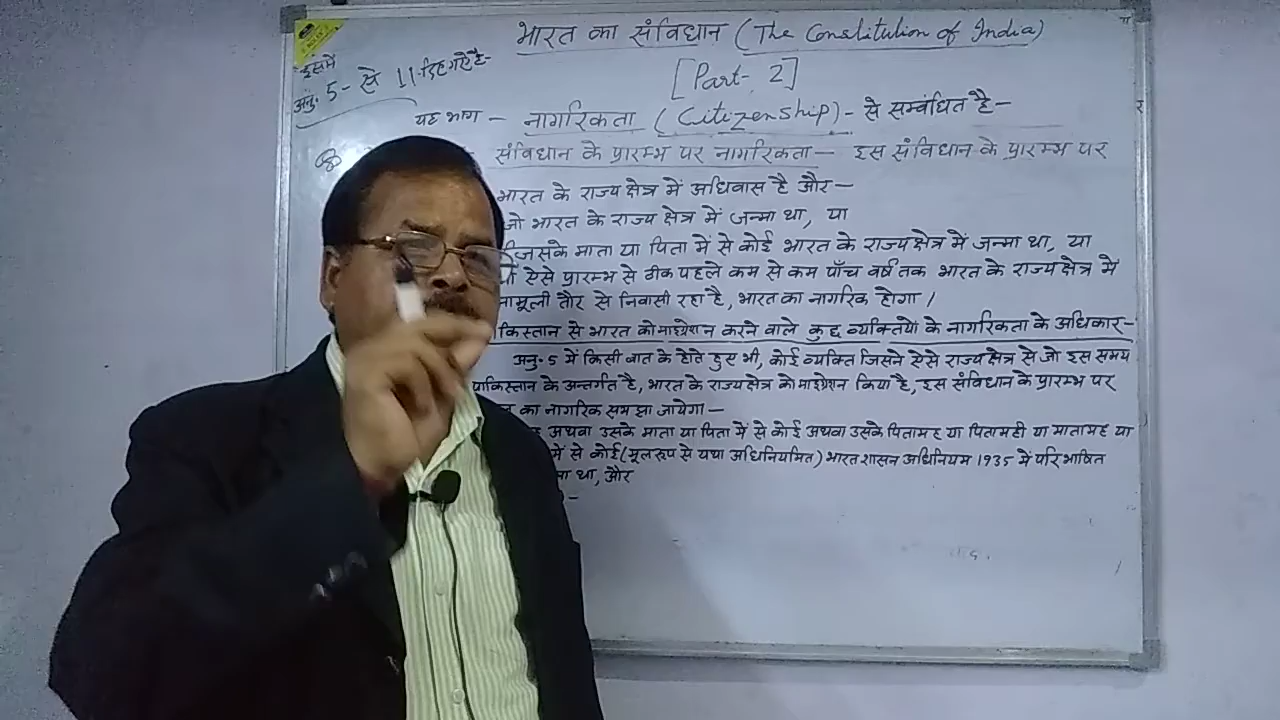 भारत का संविधान (The Constitution of India)
[Part- 2]
इसमें
अनु. 5- से 11 दिए गऐ है-
यह भाग - नागरिकता (Citizenship)- से सम्बंधित है-
संविधान के प्रारम्भ पर नागरिकता- इस संविधान के प्रारम्भ पर
भारत के राज्य क्षेत्र में अधिवास है और-
जो भारत के राज्य क्षेत्र में जन्मा था, या
जिसके माता या पिता में से कोई भारत के राज्यक्षेत्र में जन्मा था, या
ऐसे प्रारम्भ से ठीक पहले कम से कम पाँच वर्ष तक भारत के राज्य क्षेत्र में
मामूली तौर से निवासी रहा है, भारत का नागरिक होगा।
किस्तान से भारत को माइग्रेशन करने वाले कुछ व्यक्तियो के नागरिकता के अधिकार-
अनु॰ 5 में किसी बात के होते हुए भी, कोई व्यक्ति जिसने ऐसे राज्य क्षेत्र से जो इस समय
पाकिस्तान के अन्तर्गत है, भारत के राज्यक्षेत्र को माइग्रेशन किया है, इस संविधान के प्रारम्भ पर
का नागरिक समझा जायेगा-
अथवा उसके माता या पिता में से कोई अथवा उसके पितामह या पितामही या मातामह या
में से कोई (मूलरूप से यथा अधिनियमित) भारत शासन अधिनियम 1935 में परिभाषित
था, और